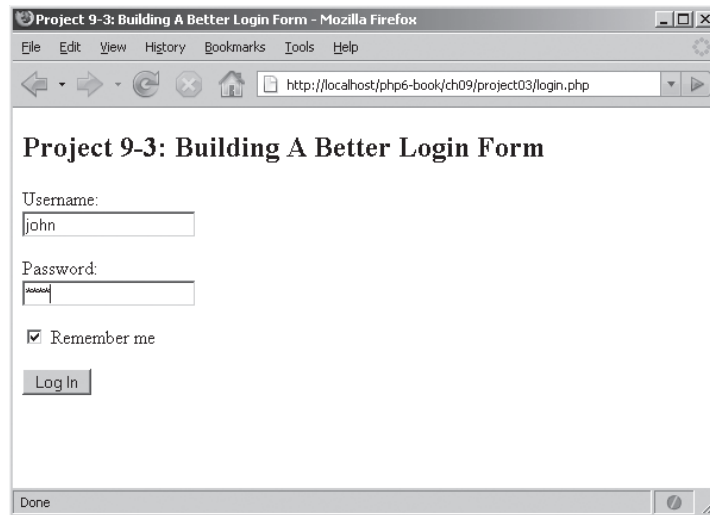 Project 9-3: Building A Better Login Form - Mozilla Firefox
File Edit View History Bookmarks Tools Help
http://localhost/php6-book/ch09/project03/login.php
Project 9-3: Building A Better Login Form
Username:
john
Password:
****
Remember me
Log In
Done